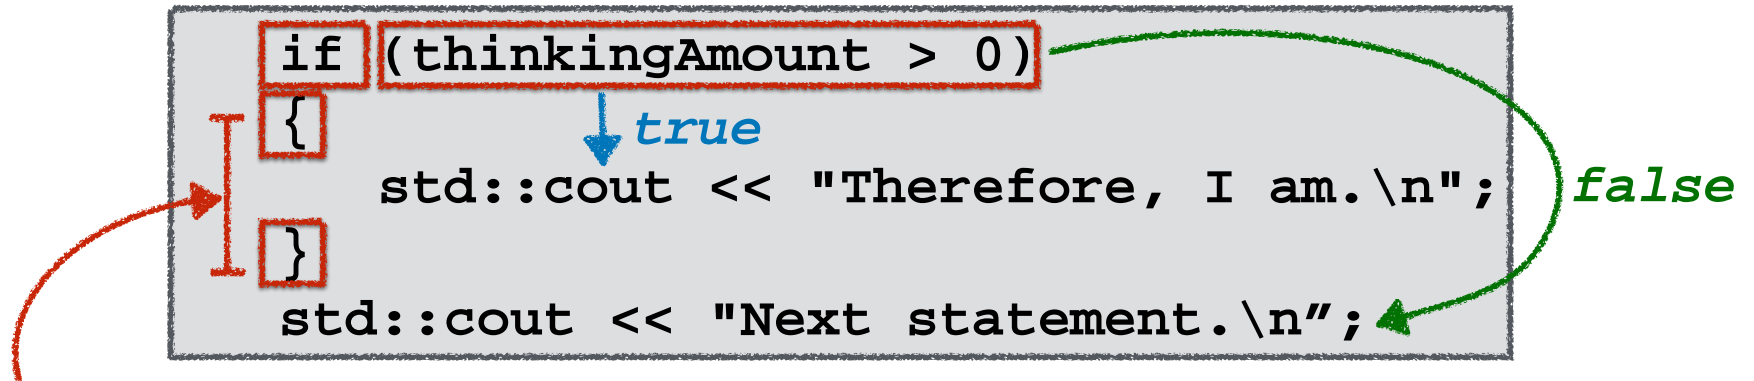 if (thinkingAmount > 0)
{
true
std::cout << "Therefore, I am.\n";
false
}
std::cout << "Next statement.\n”;